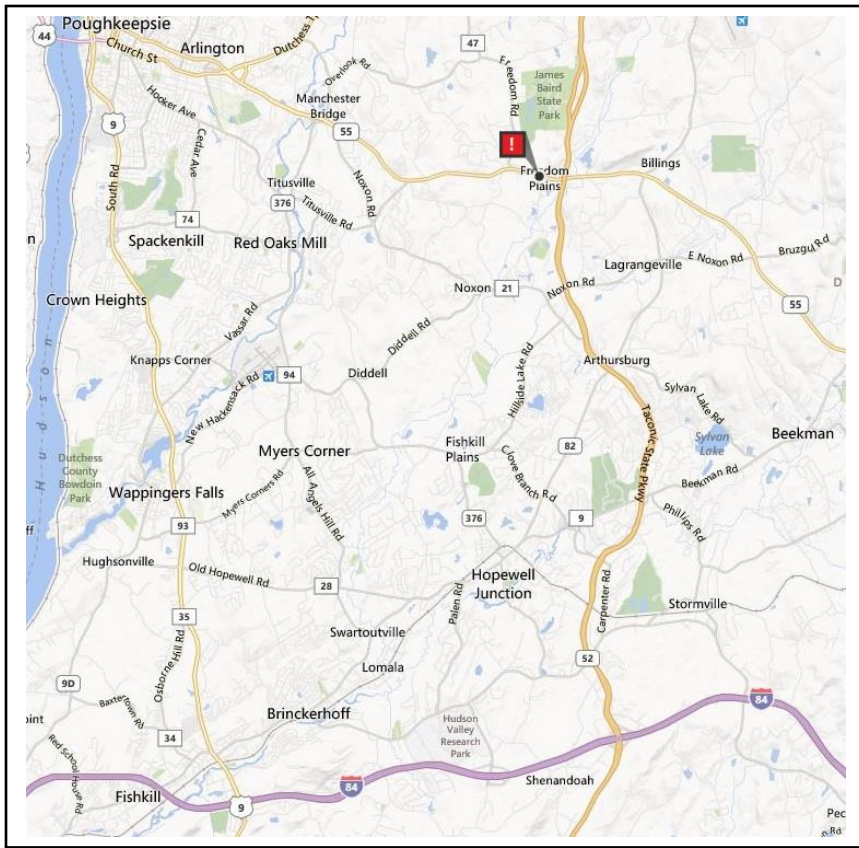 Poughkeepsie
44
Church St
Arlington
Dutchess T
47
Overlook Rd
Freedom Rd
James
Baird
State
Park
Hooker Ave
Manchester
Bridge
55
9
Cedar Ave
!
Freedom
Plains
Billings
South Rd
Titusville
376
Titusville Rd
Noxon Rd
74
Spackenkill
Red Oaks Mill
Lagrangeville
E Noxon Rd
Bruzgul Rd
Noxon
21
Noxon Rd
D
55
Crown Heights
Vassar Rd
Diddell Rd
Hillside Lake Rd
Knapps Corner
Arthursburg
94
Diddell
New Hackensack Rd
Sylvan Lake Rd
Taconic State Pkwy
Sylvan
Lake
Beekman
Hudson
Myers Corner
Fishkill
Plains
82
Clove Branch Rd
Dutchess
County
Bowdoin
Park
Myers Corners Rd
All Angels Hill Rd
Beekman Rd
Wappingers Falls
93
376
9
Phillips Rd
ff
Hughsonville
Old Hopewell Rd
28
Hopewell
Junction
Palen Rd
Carpenter Rd
Stormville
35
Swartoutville
Osborne Hill Rd
Lomala
52
9D
84
Brinckerhoff
Baxtertown Rd
oint
34
Hudson
Valley
Research
Park
Red School House Rd
Shenandoah
84
Fishkill
9
Pec